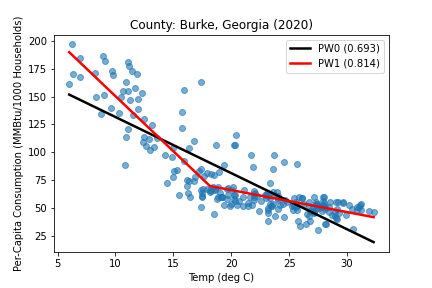 County: Burke, Georgia (2020)
PW0 (0.693)
PW1 (0.814)
Per-Capita Consumption (MMBtu/1000 Households)
200
175
150
125
100
75
50
25
5 10 15 20 25 30
Temp (deg C)